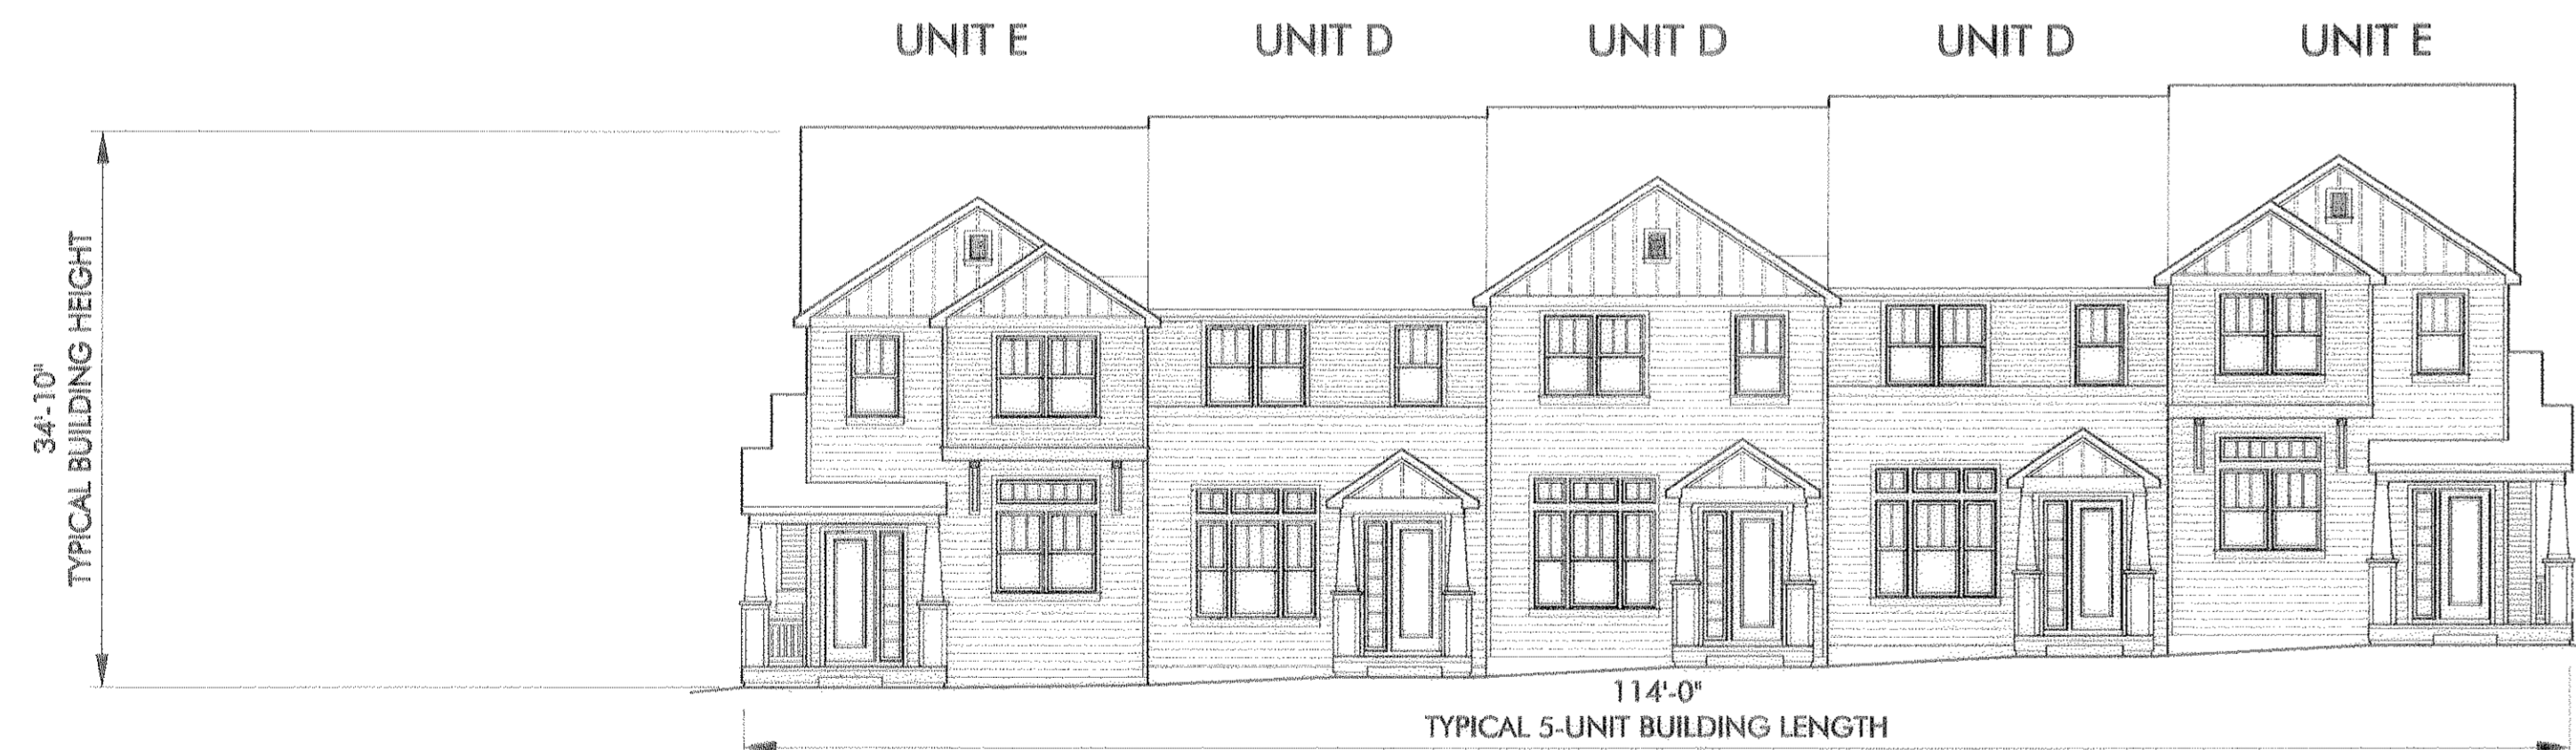 UNIT E
UNIT D
UNIT D
UNIT D
UNIT E
34'-10"
TYPICAL BUILDING HEIGHT
114'-0"
TYPICAL 5-UNIT BUILDING LENGTH